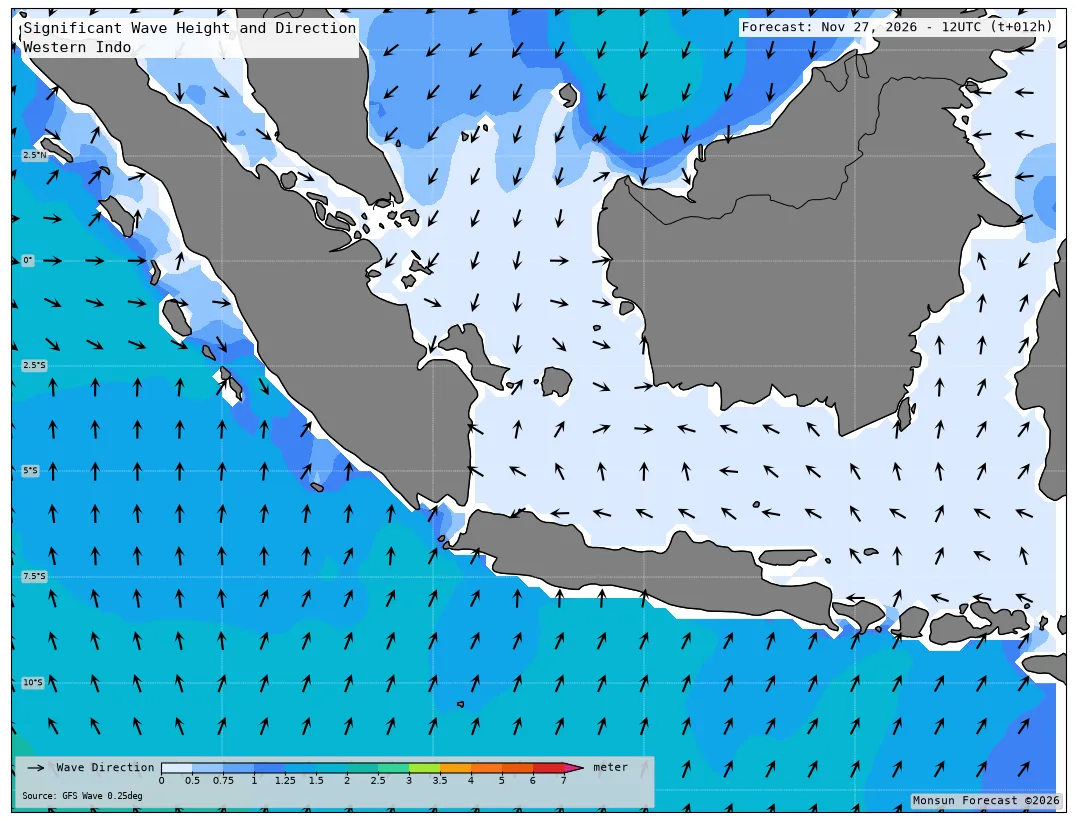 Significant Wave Height and Direction
Western Indo
Forecast: Nov 27, 2026 - 12UTC (t+012h)
2.5°N
0°
2.5°S
5°S
7.5°S
10°S
Wave Direction
0 0.5 0.75 1 1.25 1.5 2 2.5 3 3.5 4 5 6 7
meter
Source: GFS Wave 0.25deg
Monsun Forecast ©2026